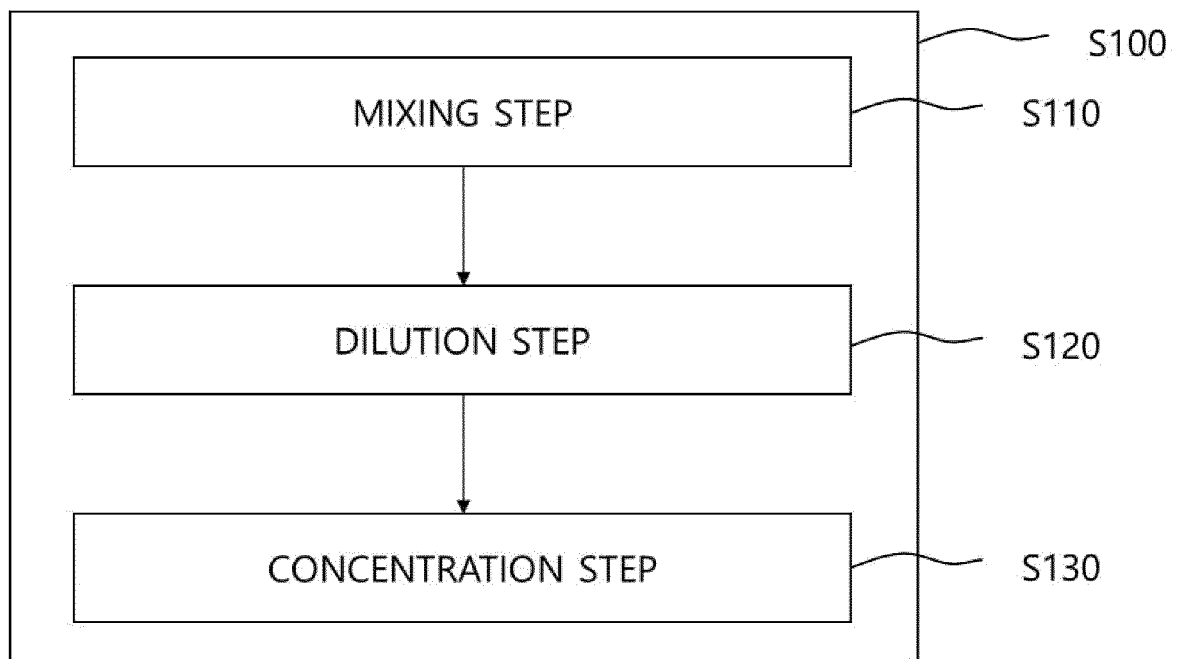 S100
MIXING STEP
S110
DILUTION STEP
S120
CONCENTRATION STEP
S130